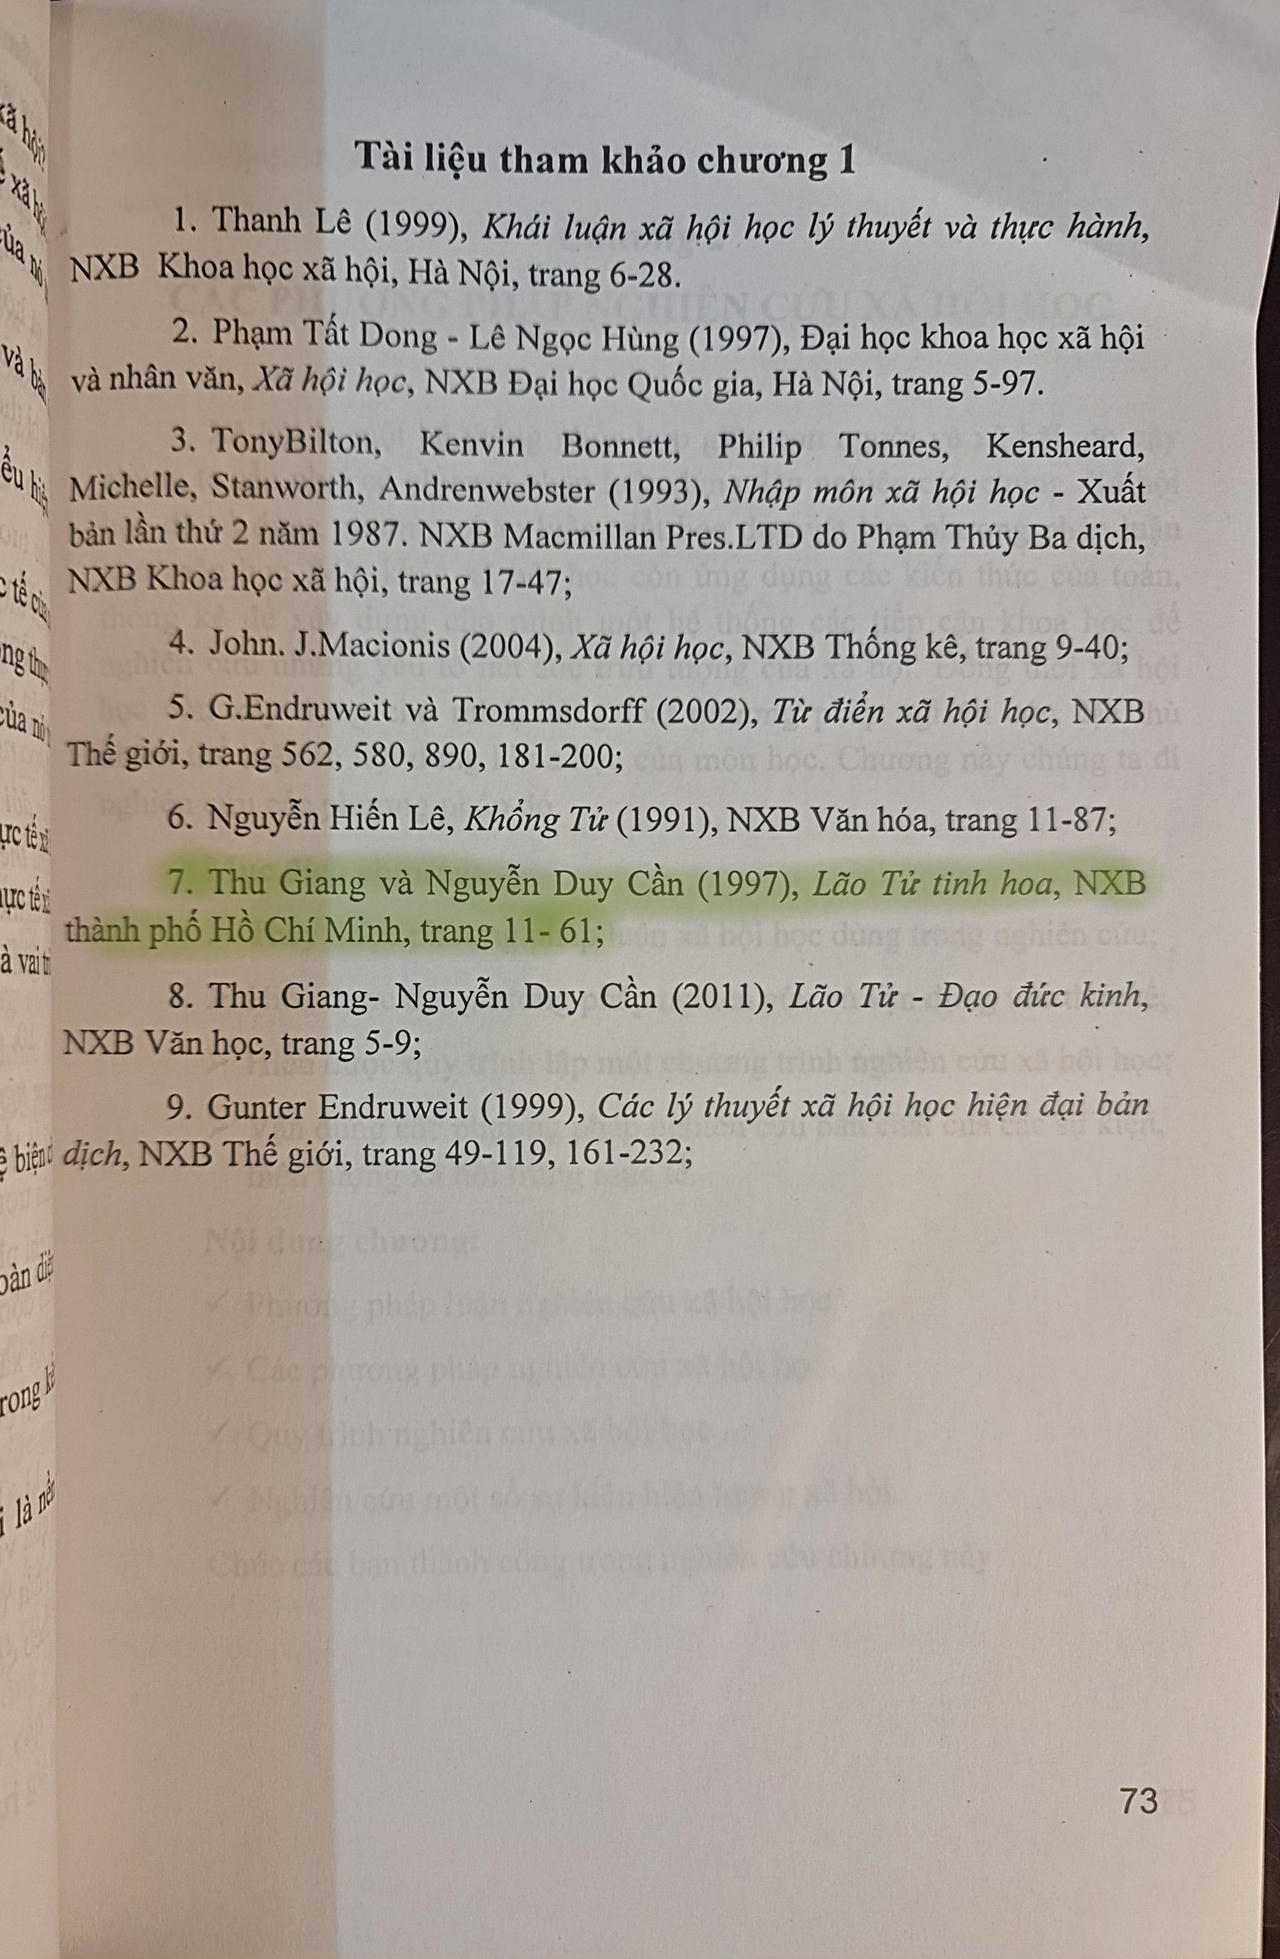 Tài liệu tham khảo chương 1
1. Thanh Lê (1999), Khái luận xã hội học lý thuyết và thực hành,
NXB Khoa học xã hội, Hà Nội, trang 6-28.
2. Phạm Tất Dong - Lê Ngọc Hùng (1997), Đại học khoa học xã hội
và nhân văn, Xã hội học, NXB Đại học Quốc gia, Hà Nội, trang 5-97.
3. TonyBilton, Kenvin Bonnett, Philip Tonnes, Kensheard,
Michelle, Stanworth, Andrenwebster (1993), Nhập môn xã hội học - Xuất
bản lần thứ 2 năm 1987. NXB Macmillan Pres.LTD do Phạm Thủy Ba dịch,
NXB Khoa học xã hội, trang 17-47;
4. John. J.Macionis (2004), Xã hội học, NXB Thống kê, trang 9-40;
5. G.Endruweit và Trommsdorff (2002), Từ điển xã hội học, NXB
Thế giới, trang 562, 580, 890, 181-200;
6. Nguyễn Hiến Lê, Khổng Tử (1991), NXB Văn hóa, trang 11-87;
7. Thu Giang và Nguyễn Duy Cần (1997), Lão Tử tinh hoa, NXB
thành phố Hồ Chí Minh, trang 11- 61;
8. Thu Giang- Nguyễn Duy Cần (2011), Lão Tử - Đạo đức kinh,
NXB Văn học, trang 5-9;
9. Gunter Endruweit (1999), Các lý thuyết xã hội học hiện đại bản
dịch, NXB Thế giới, trang 49-119, 161-232;
73